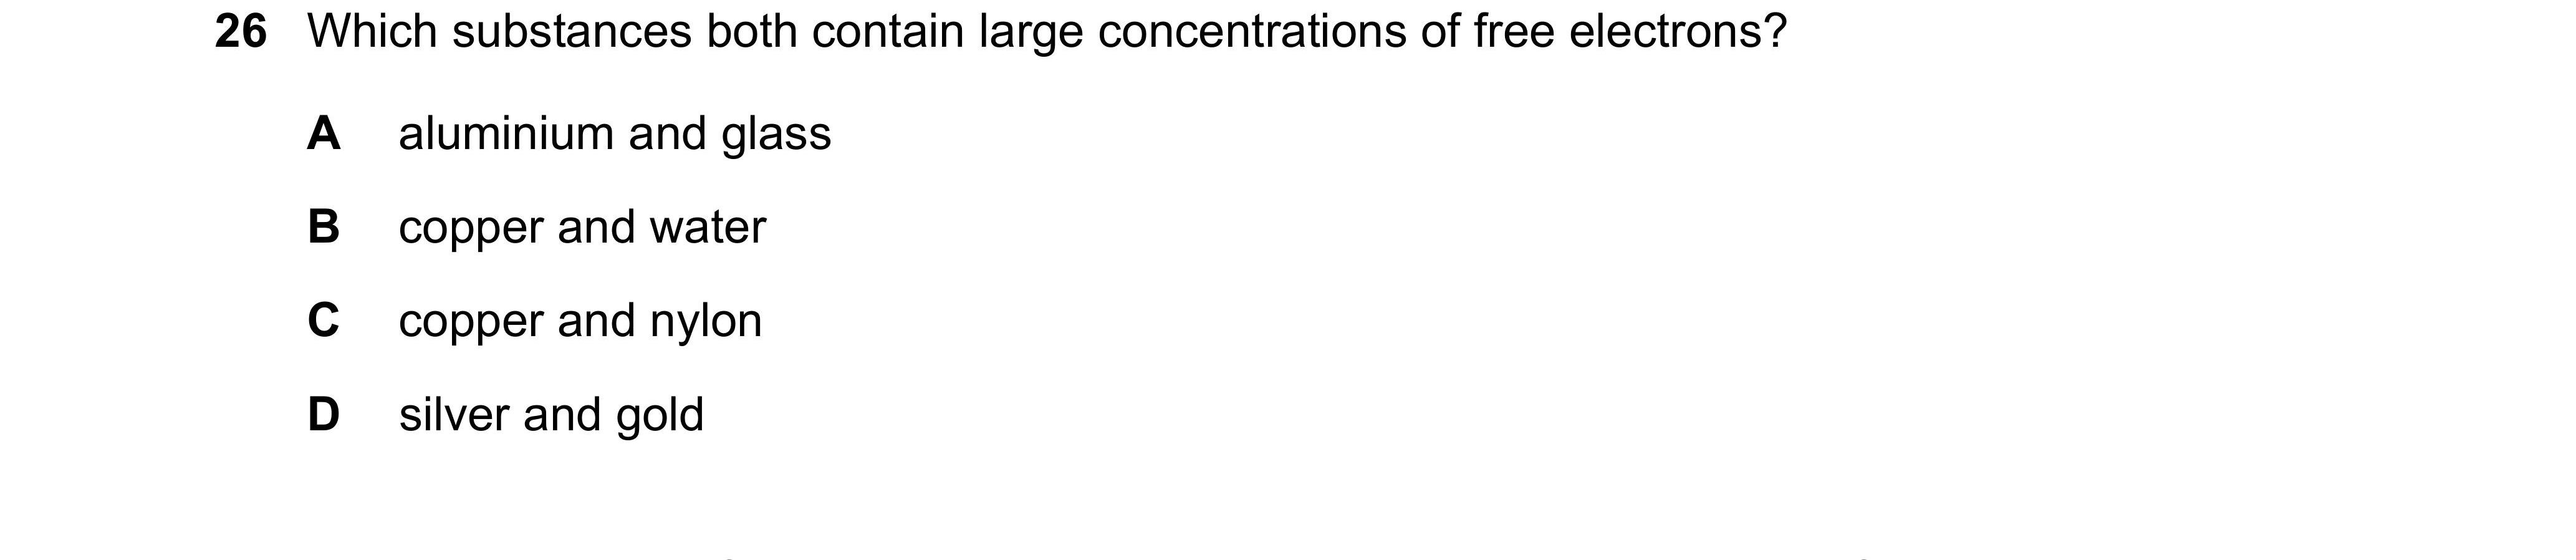 26 Which substances both contain large concentrations of free electrons?
A aluminium and glass
B copper and water
C copper and nylon
D silver and gold